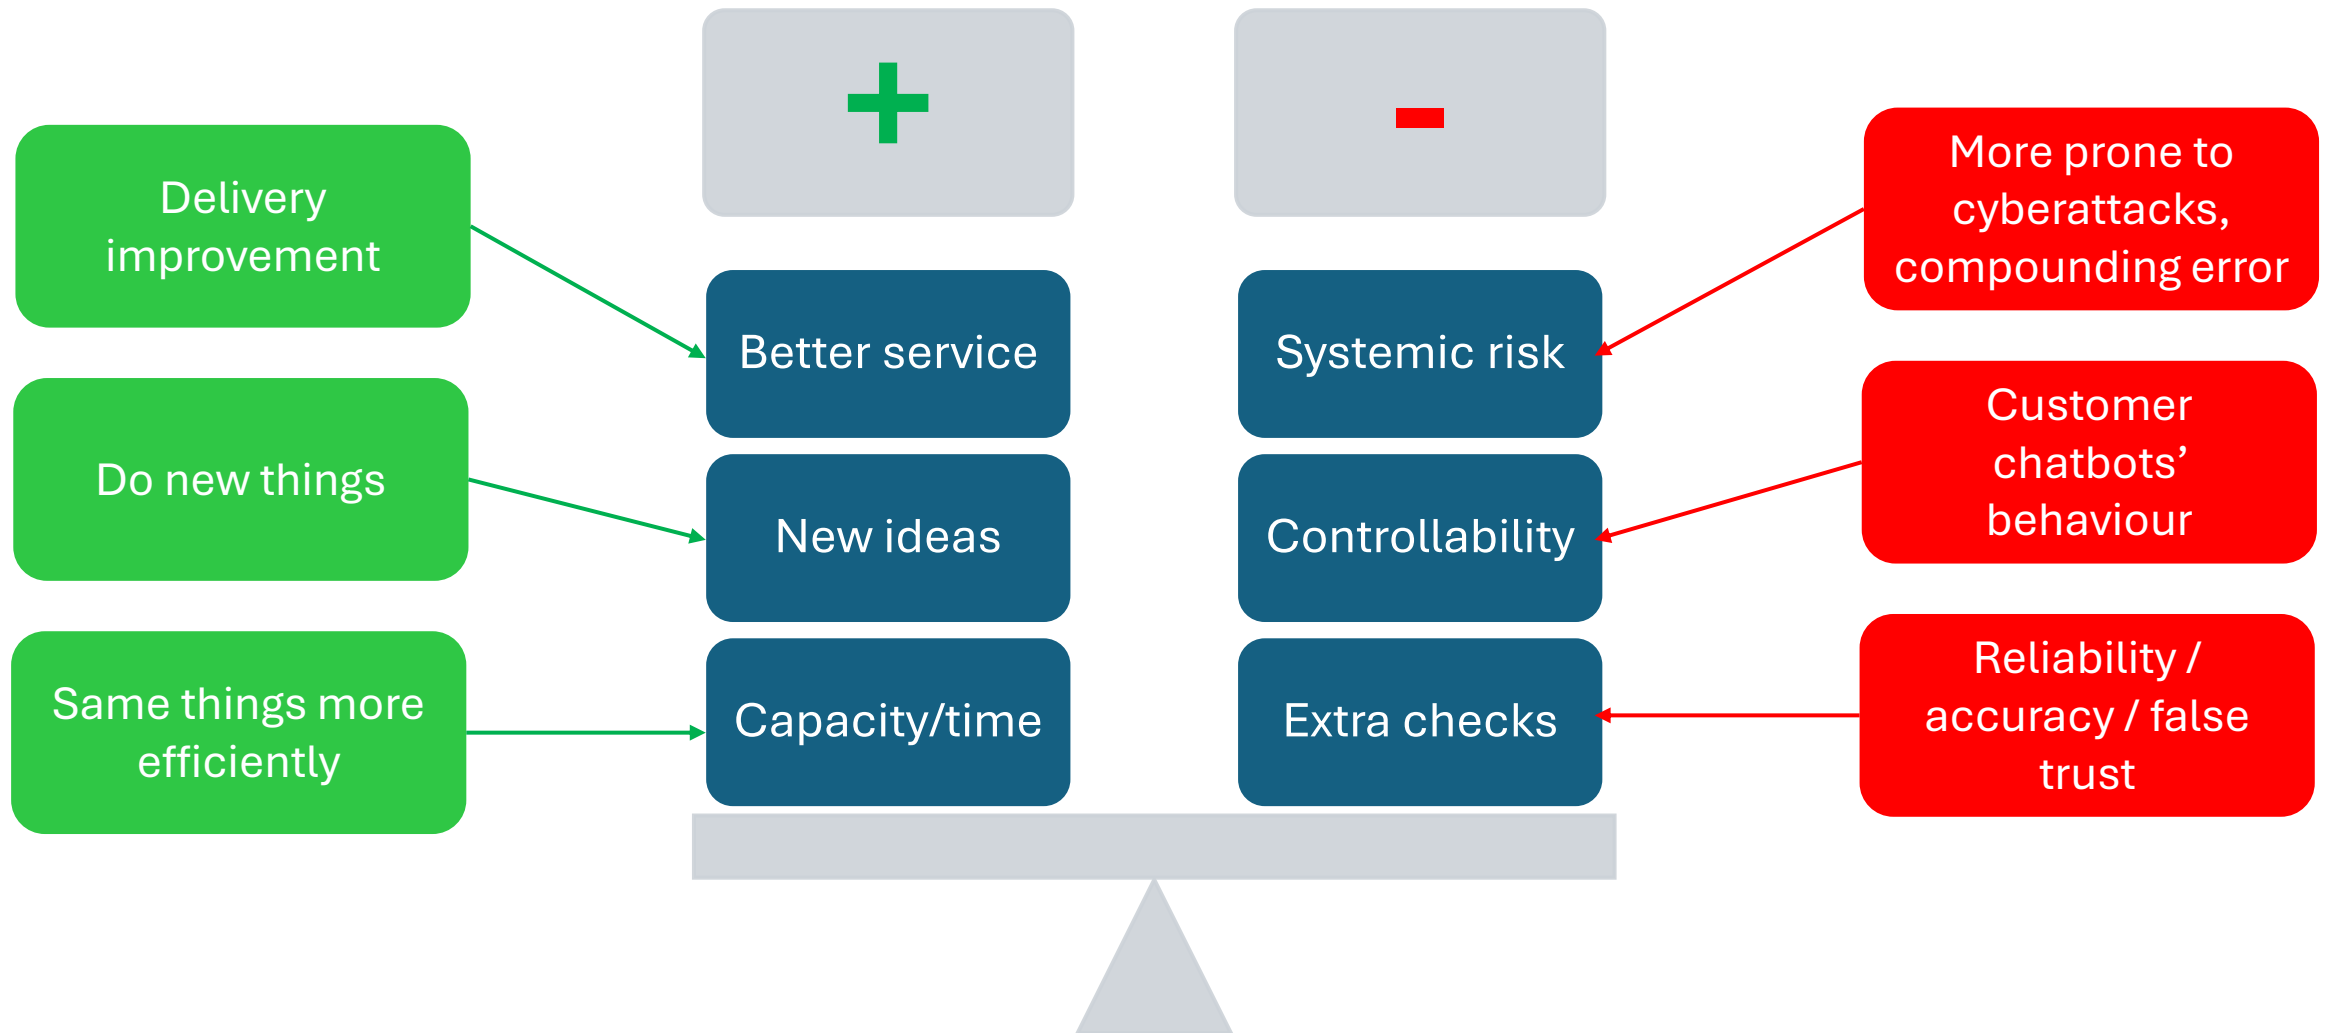 +
-
Delivery
improvement
Do new things
Same things more
efficiently
Better service
New ideas
Capacity/time
Systemic risk
Controllability
Extra checks
More prone to
cyberattacks,
compounding error
Customer
chatbots’
behaviour
Reliability /
accuracy / false
trust